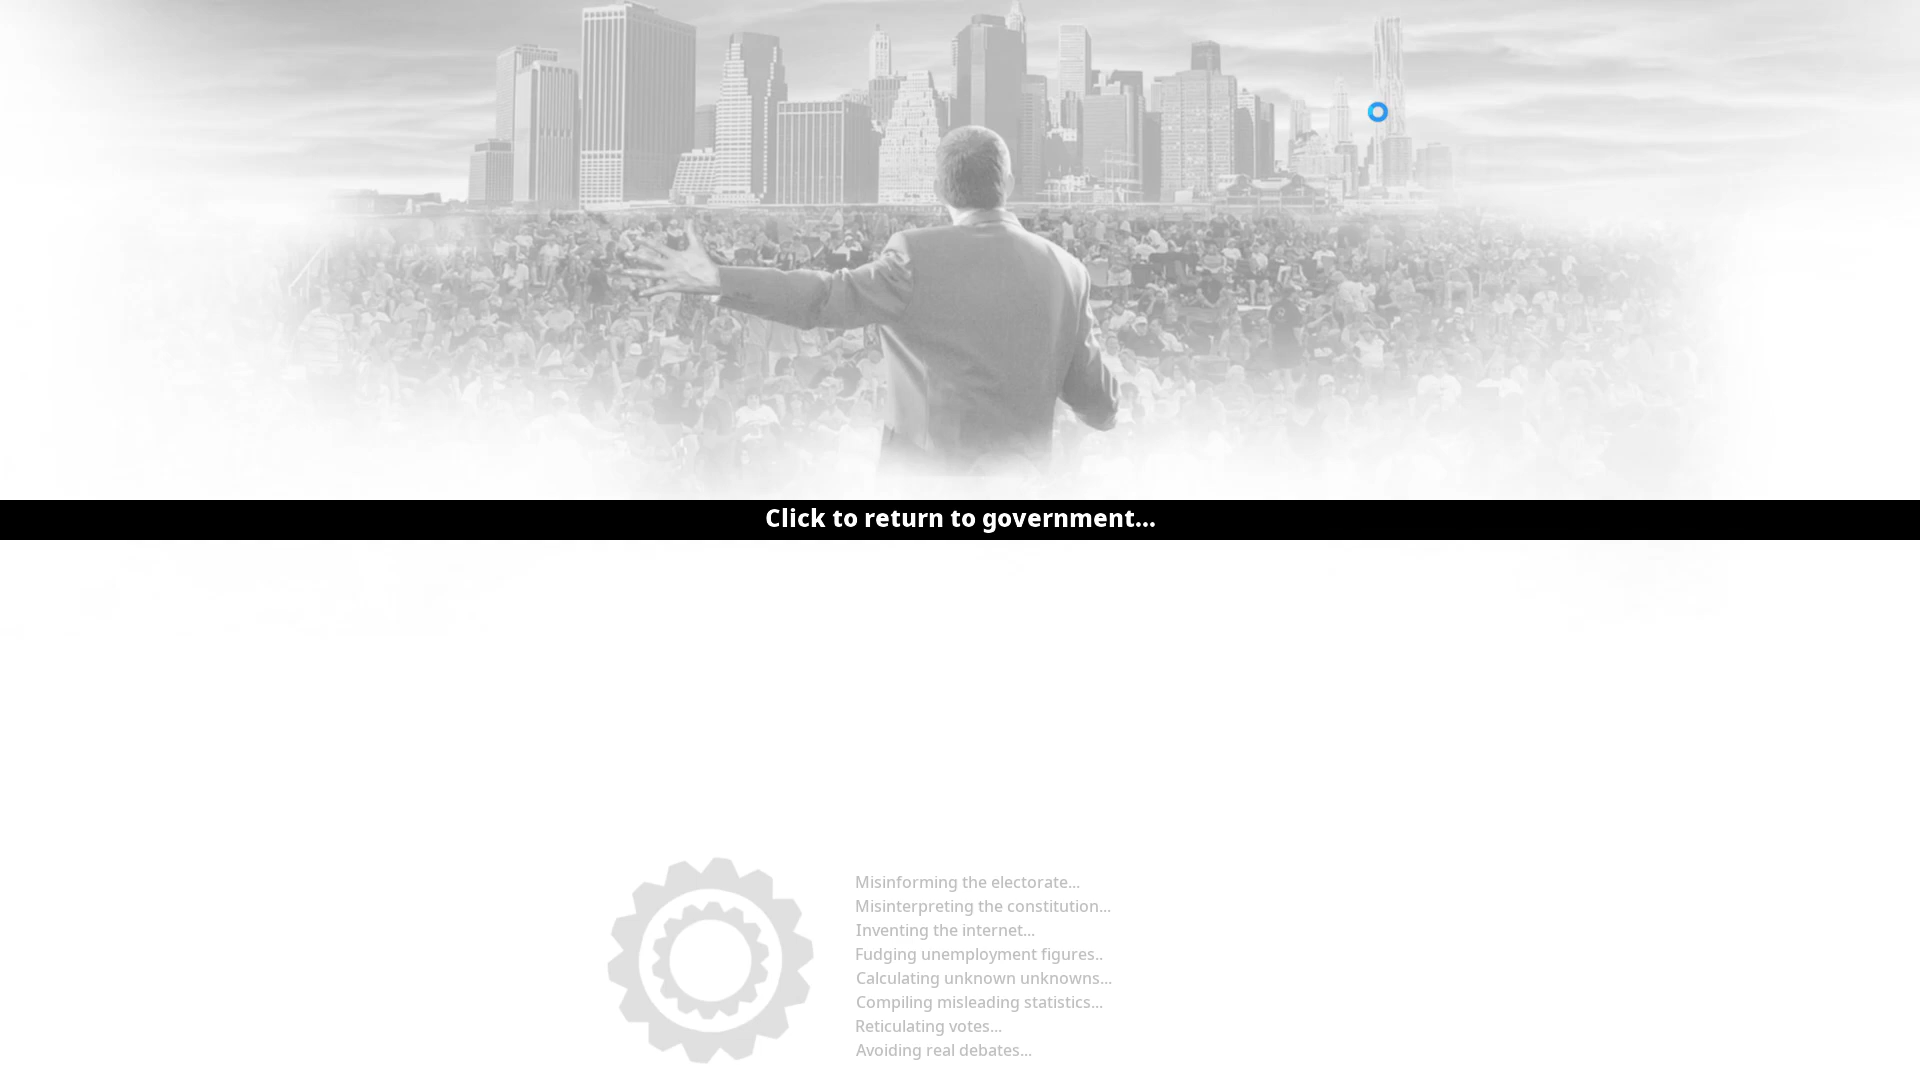 Click to return to government...
Misinforming the electorate...
Misinterpreting the constitution...
Inventing the internet...
Fudging unemployment figures..
Calculating unknown unknowns...
Compiling misleading statistics...
Reticulating votes...
Avoiding real debates...